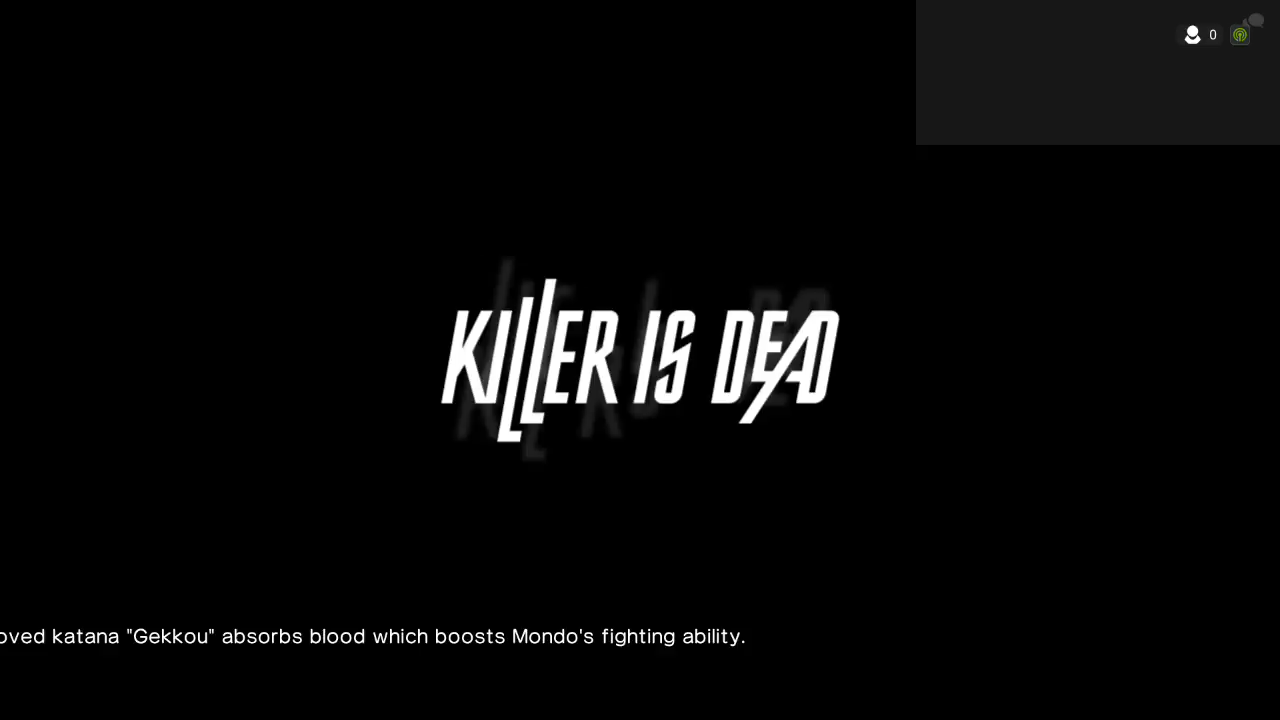 0
KILLER IS DEAD
oved katana "Gekkou" absorbs blood which boosts Mondo's fighting ability.